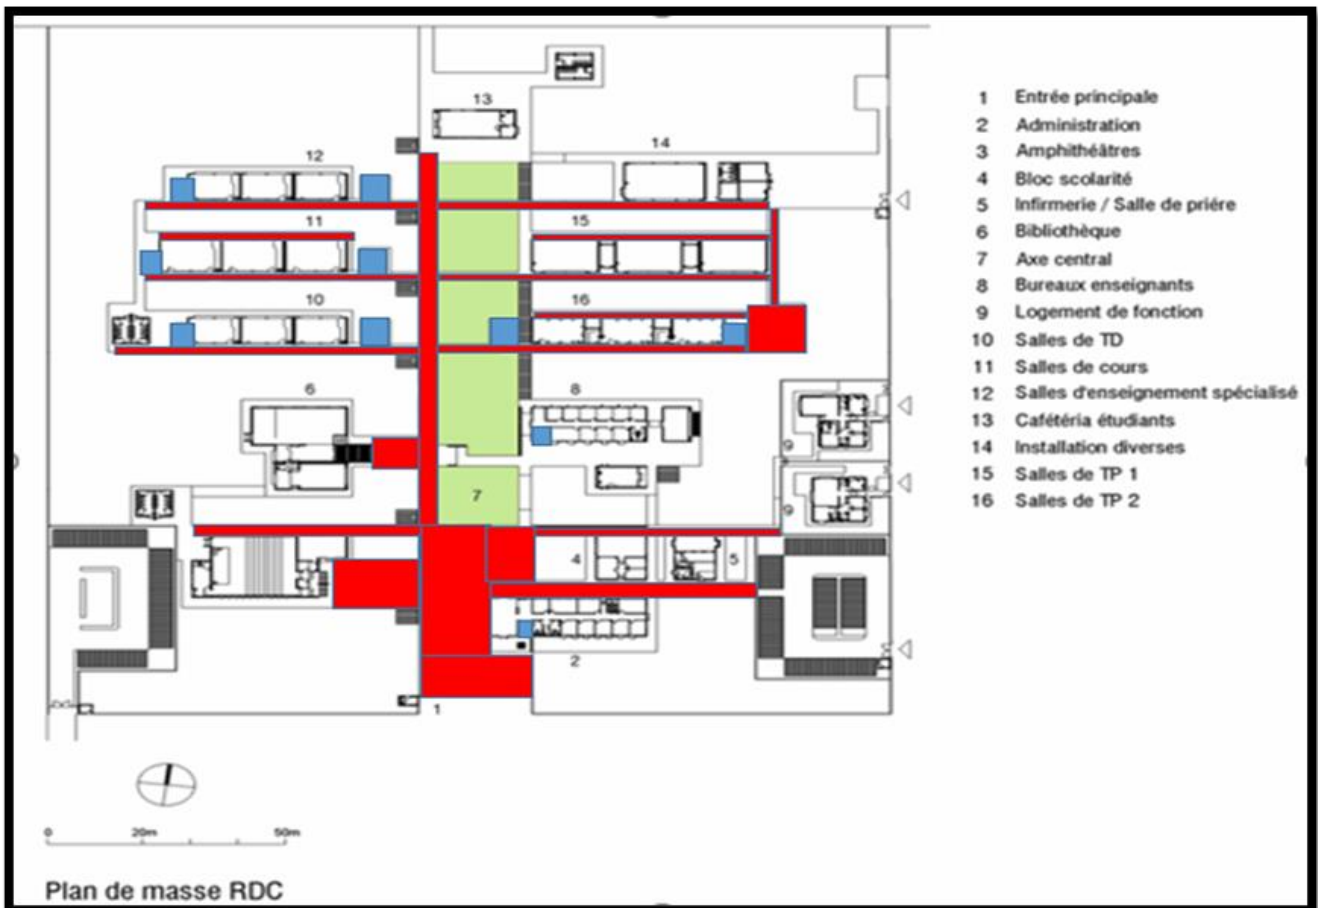 13
12
14
11
15
10
16
6
8
9
7
9
4
5
2
1
0 20m 50m
Plan de masse RDC
1 Entrée principale
2 Administration
3 Amphithéâtres
4 Bloc scolarité
5 Infirmerie / Salle de priére
6 Bibliothèque
7 Axe central
8 Bureaux enseignants
9 Logement de fonction
10 Salles de TD
11 Salles de cours
12 Salles d'enseignement spécialisé
13 Cafétéria étudiants
14 Installation diverses
15 Salles de TP 1
16 Salles de TP 2